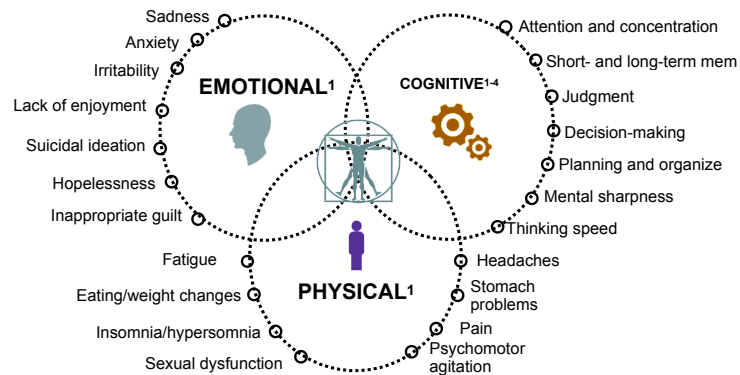 Sadness
Anxiety
Irritability
Lack of enjoyment
Suicidal ideation
Hopelessness
Inappropriate guilt
EMOTIONAL1
COGNITIVE1-4
Attention and concentration
Short- and long-term mem
Judgment
Decision-making
Planning and organize
Mental sharpness
Thinking speed
Fatigue
Eating/weight changes
Insomnia/hypersomnia
Sexual dysfunction
PHYSICAL1
Headaches
Stomach
problems
Pain
Psychomotor
agitation